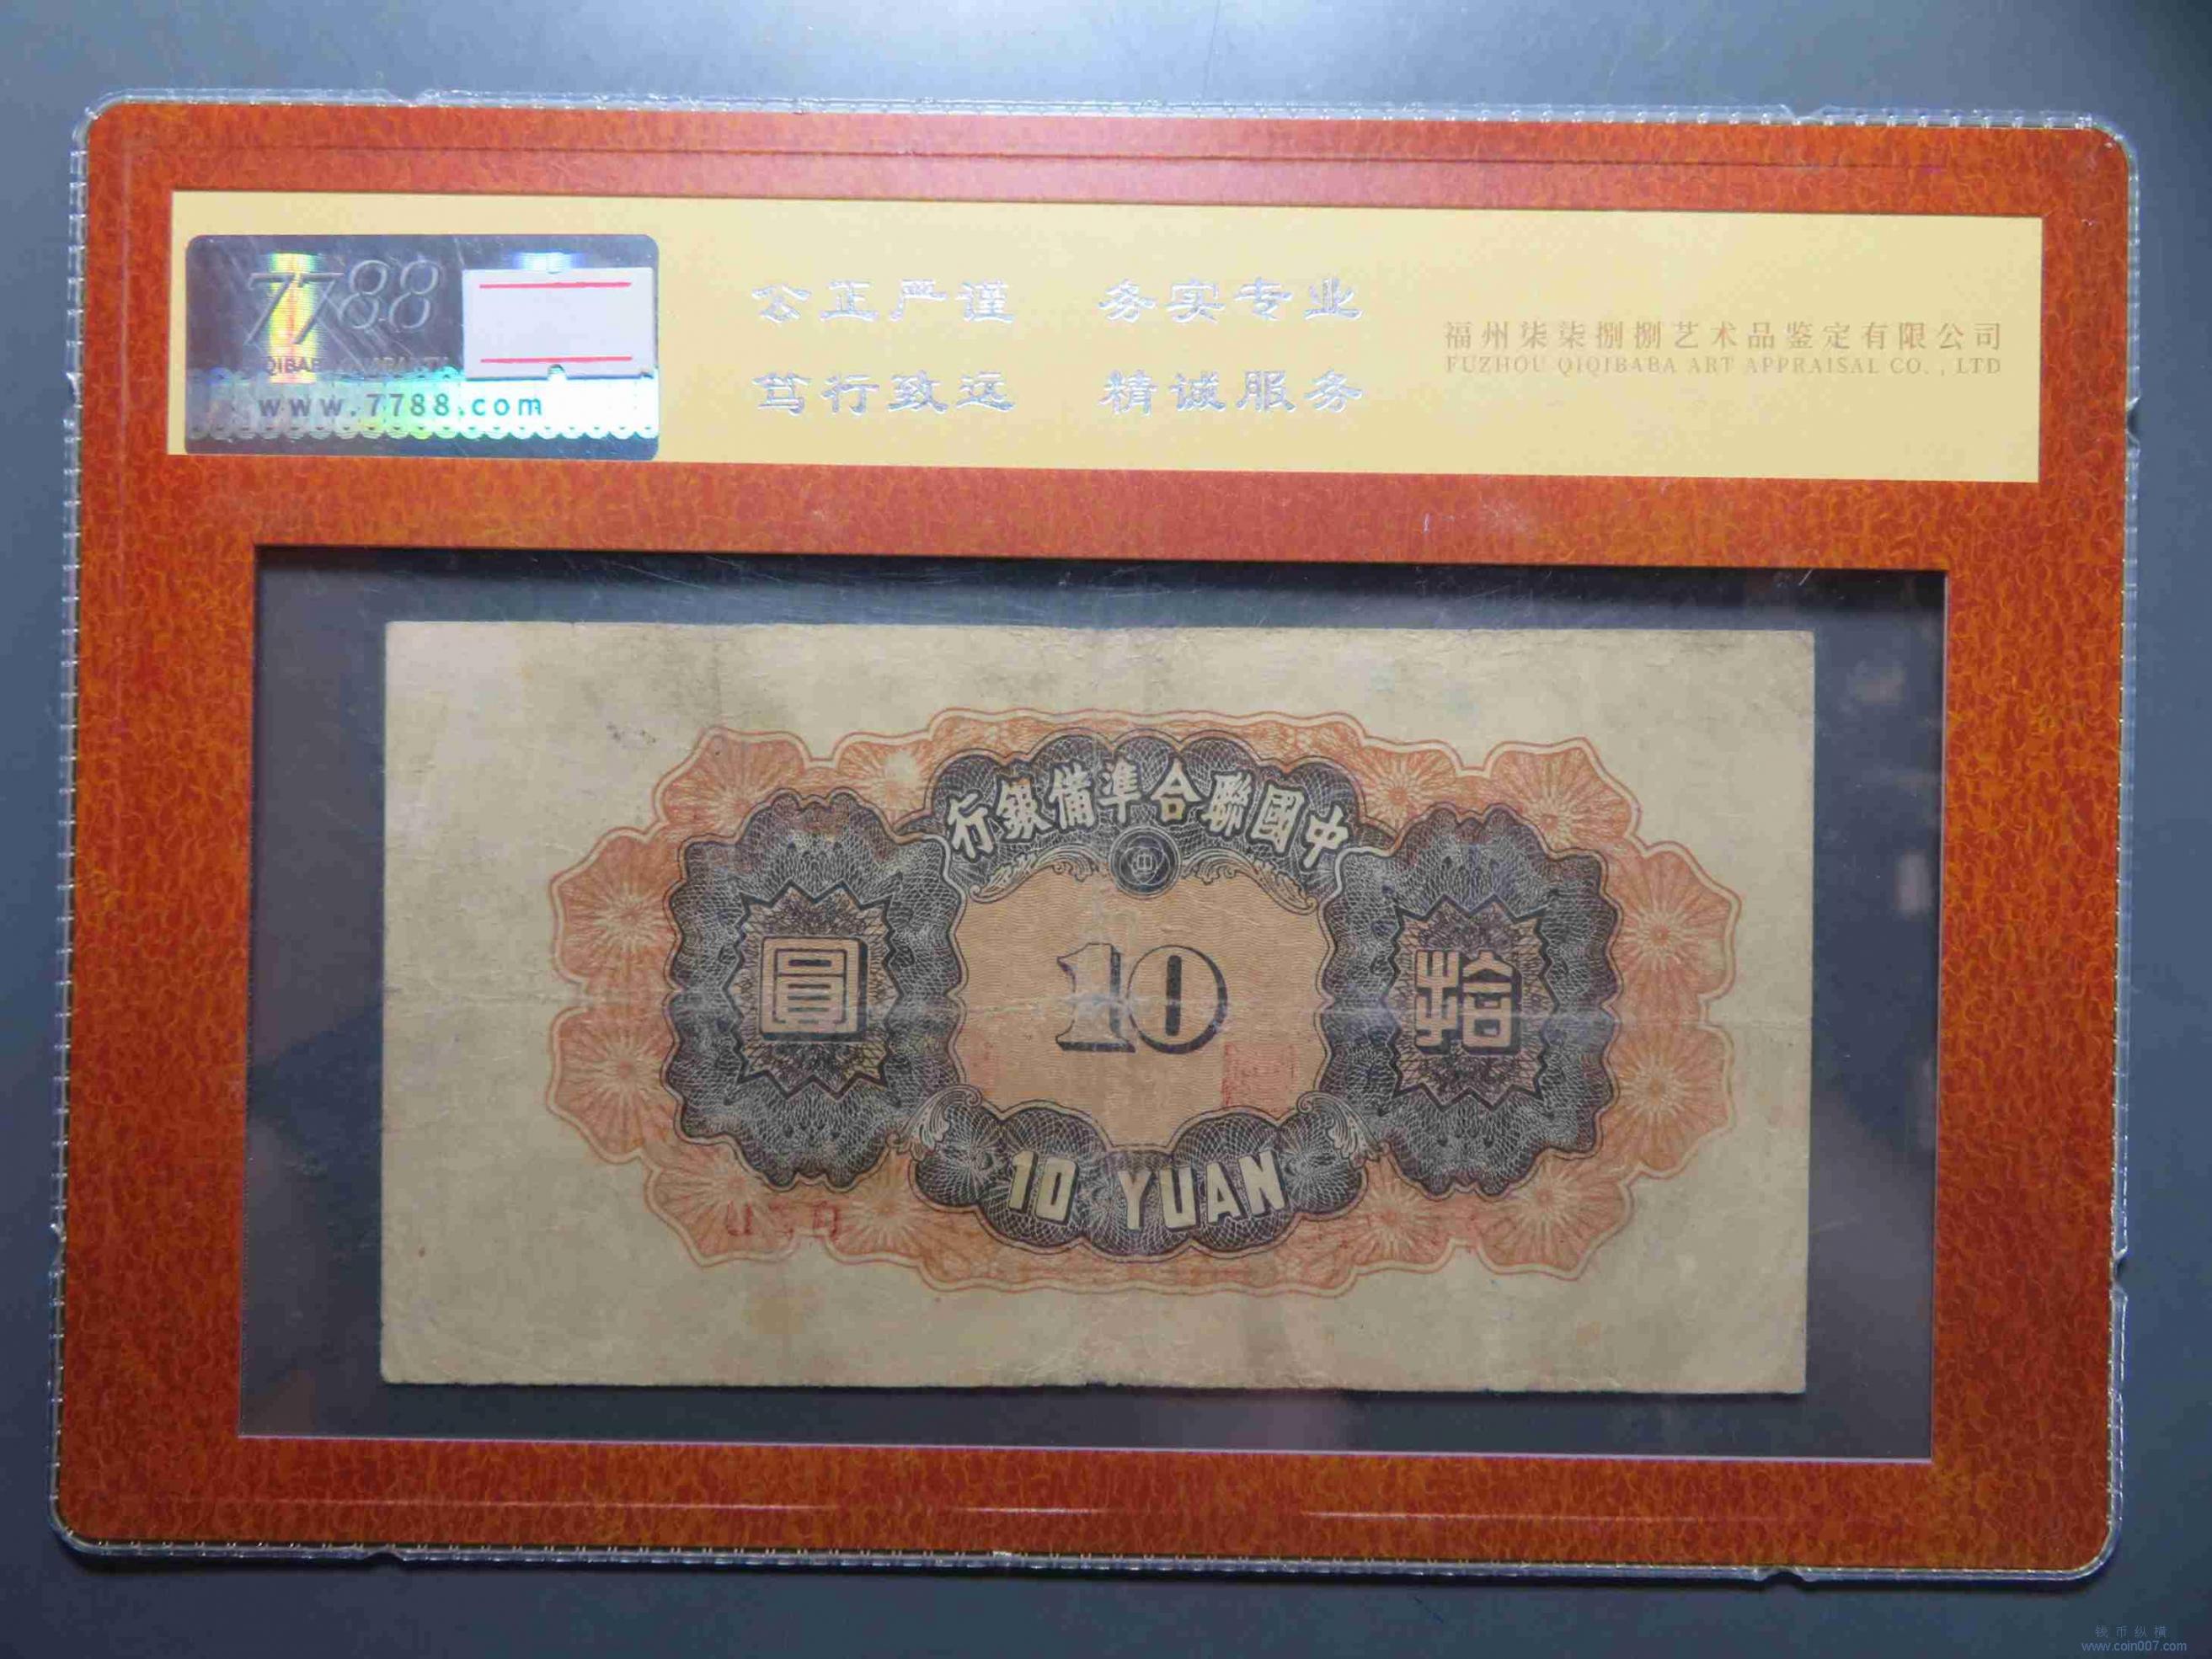 7788
www.7788.com
公正严谨 务实专业
笃行致远 精诚服务
福州柒柒捌捌艺术品鉴定有限公司
FUZHOU QIQIBABA ART APPRAISAL CO., LTD
行銀備準合聯國中
圓 10 拾
10 YUAN
钱币纵横
www.coin007.com